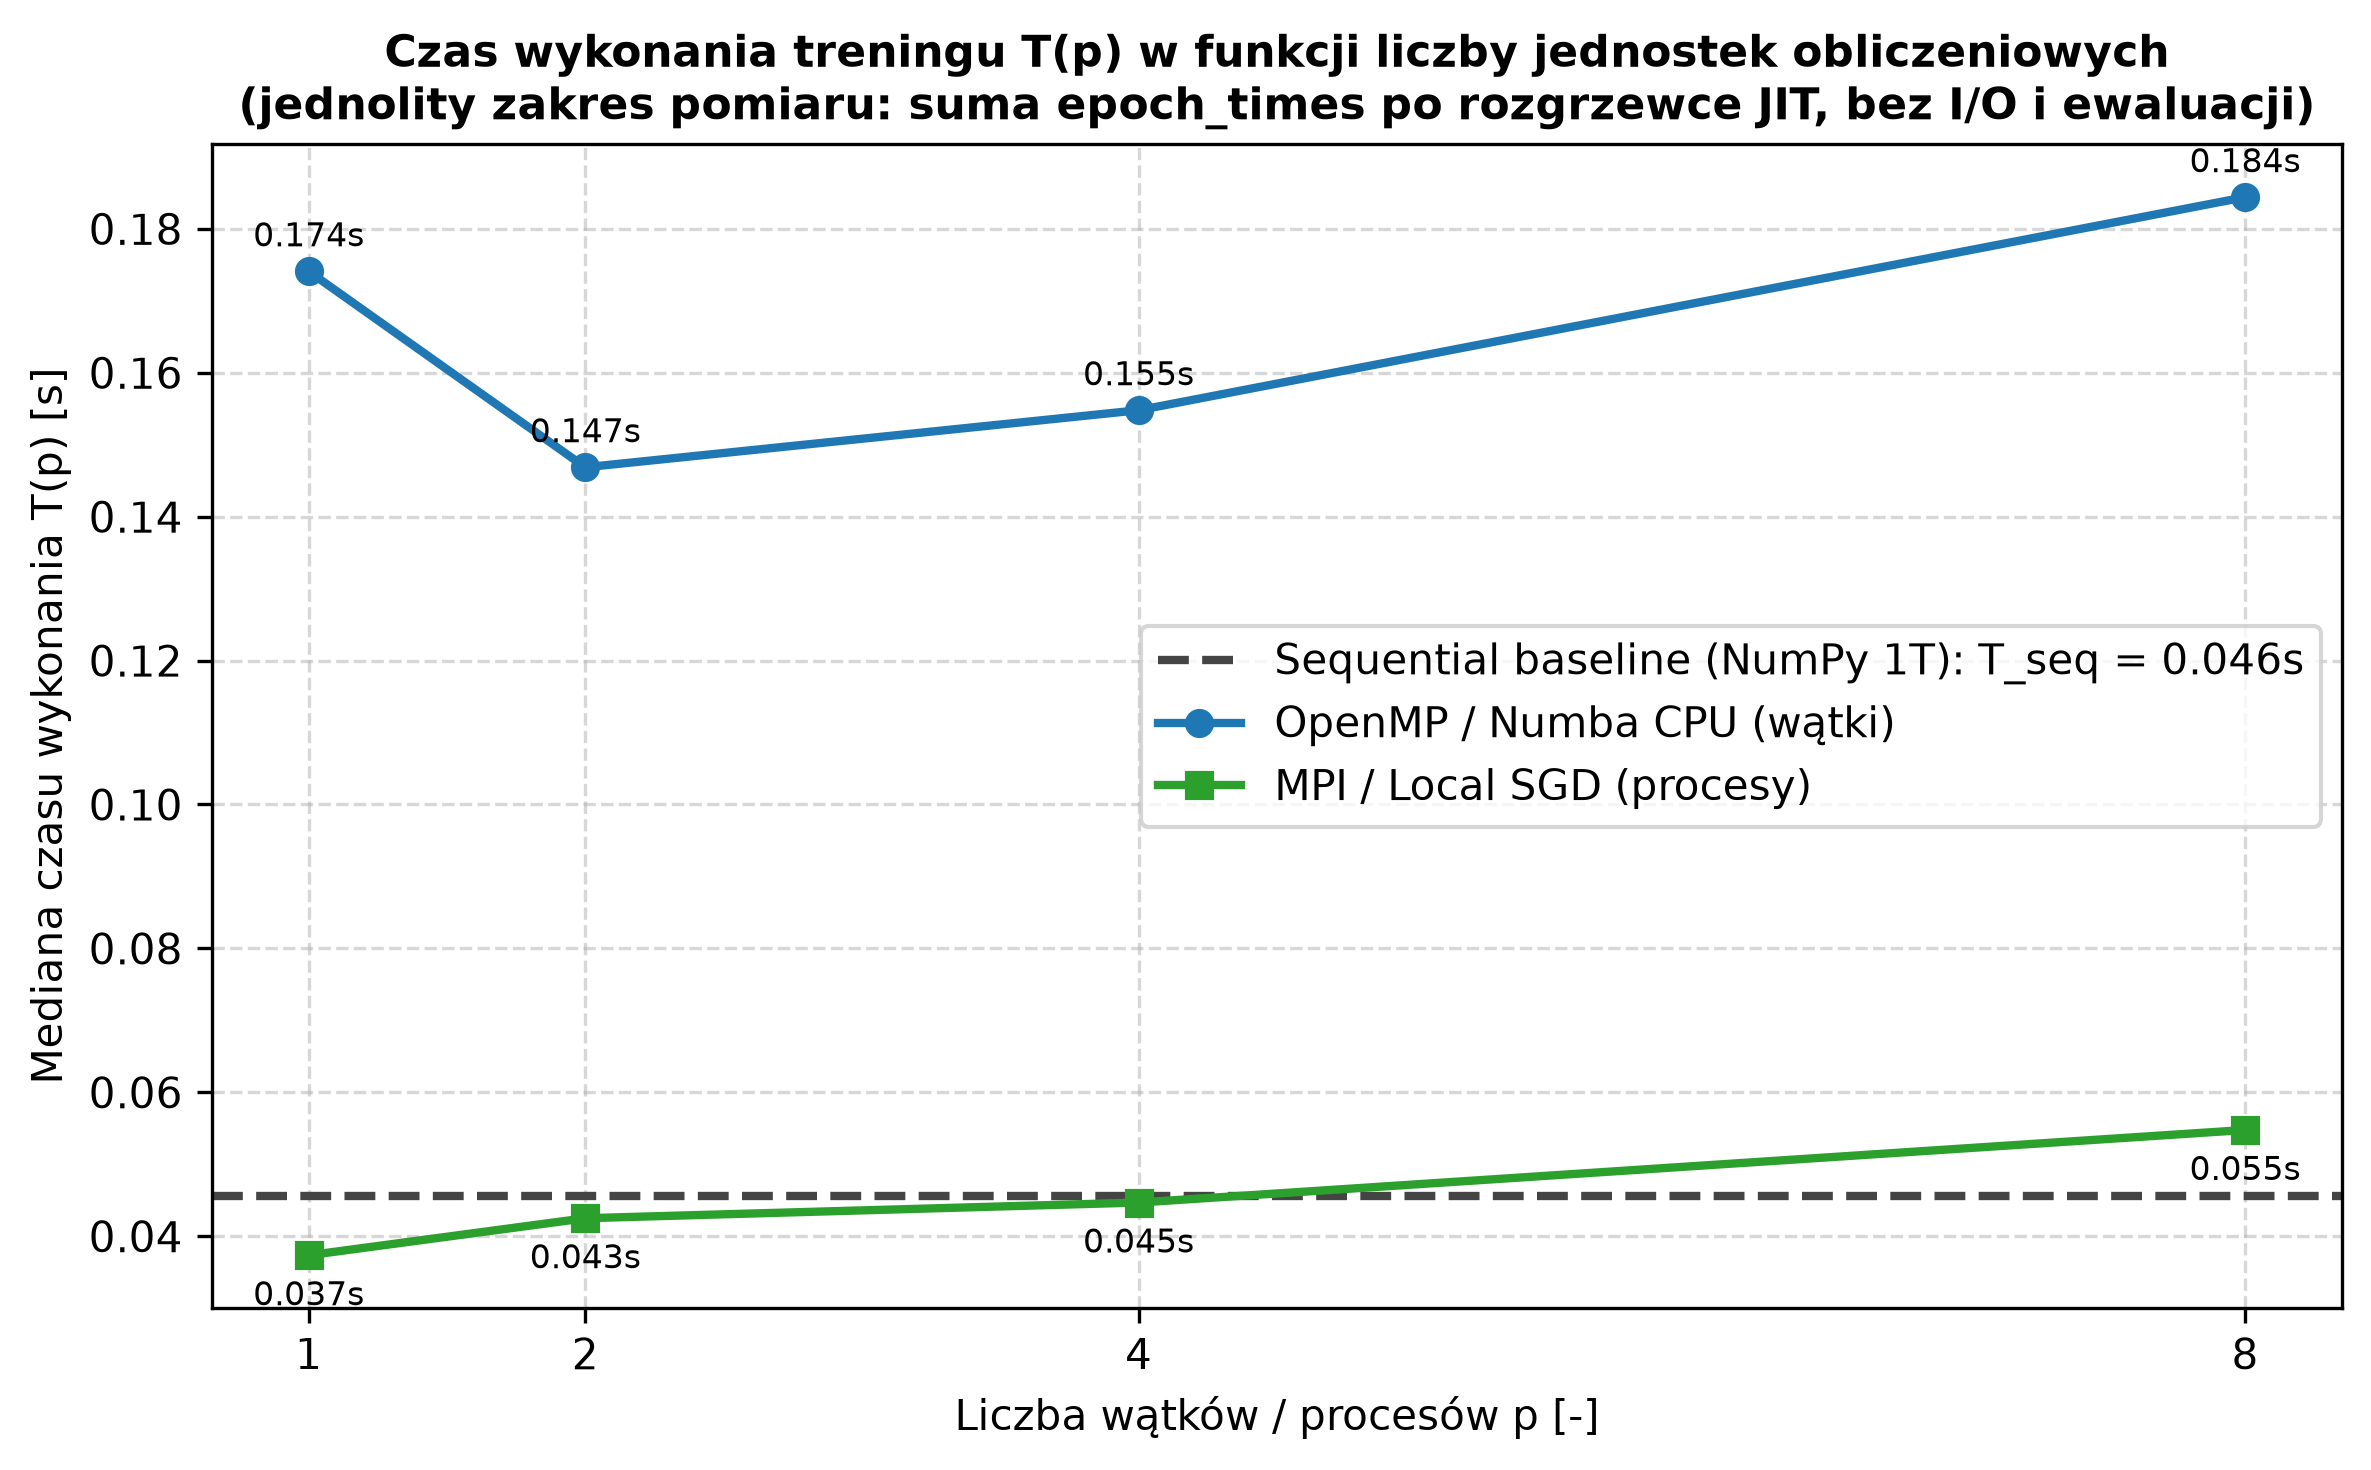 Czas wykonania treningu T(p) w funkcji liczby jednostek obliczeniowych
(jednolity zakres pomiaru: suma epoch_times po rozgrzewce JIT, bez I/O i ewaluacji)
Mediana czasu wykonania T(p) [s]
0.18
0.16
0.14
0.12
0.10
0.08
0.06
0.04
0.174s
0.147s
0.155s
0.184s
Sequential baseline (NumPy 1T): T_seq = 0.046s
OpenMP / Numba CPU (wątki)
MPI / Local SGD (procesy)
0.037s
0.043s
0.045s
0.055s
1
2
4
8
Liczba wątków / procesów p [-]